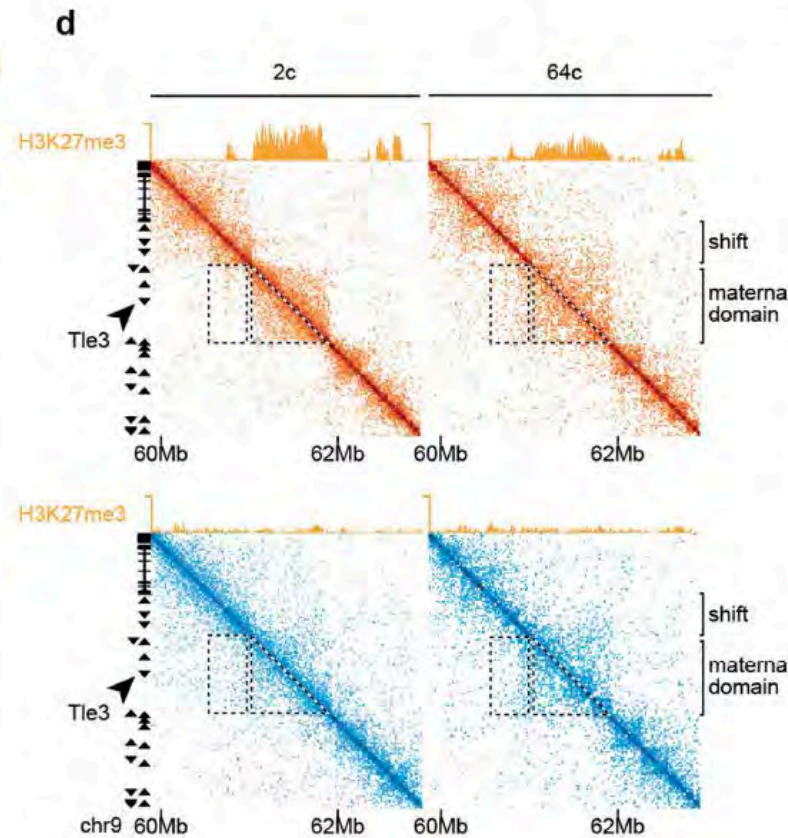 d
2c 64c
H3K27me3
shift
materna
domain
Tle3
60Mb 62Mb 60Mb 62Mb
H3K27me3
shift
materna
domain
Tle3
chr9 60Mb 62Mb 60Mb 62Mb